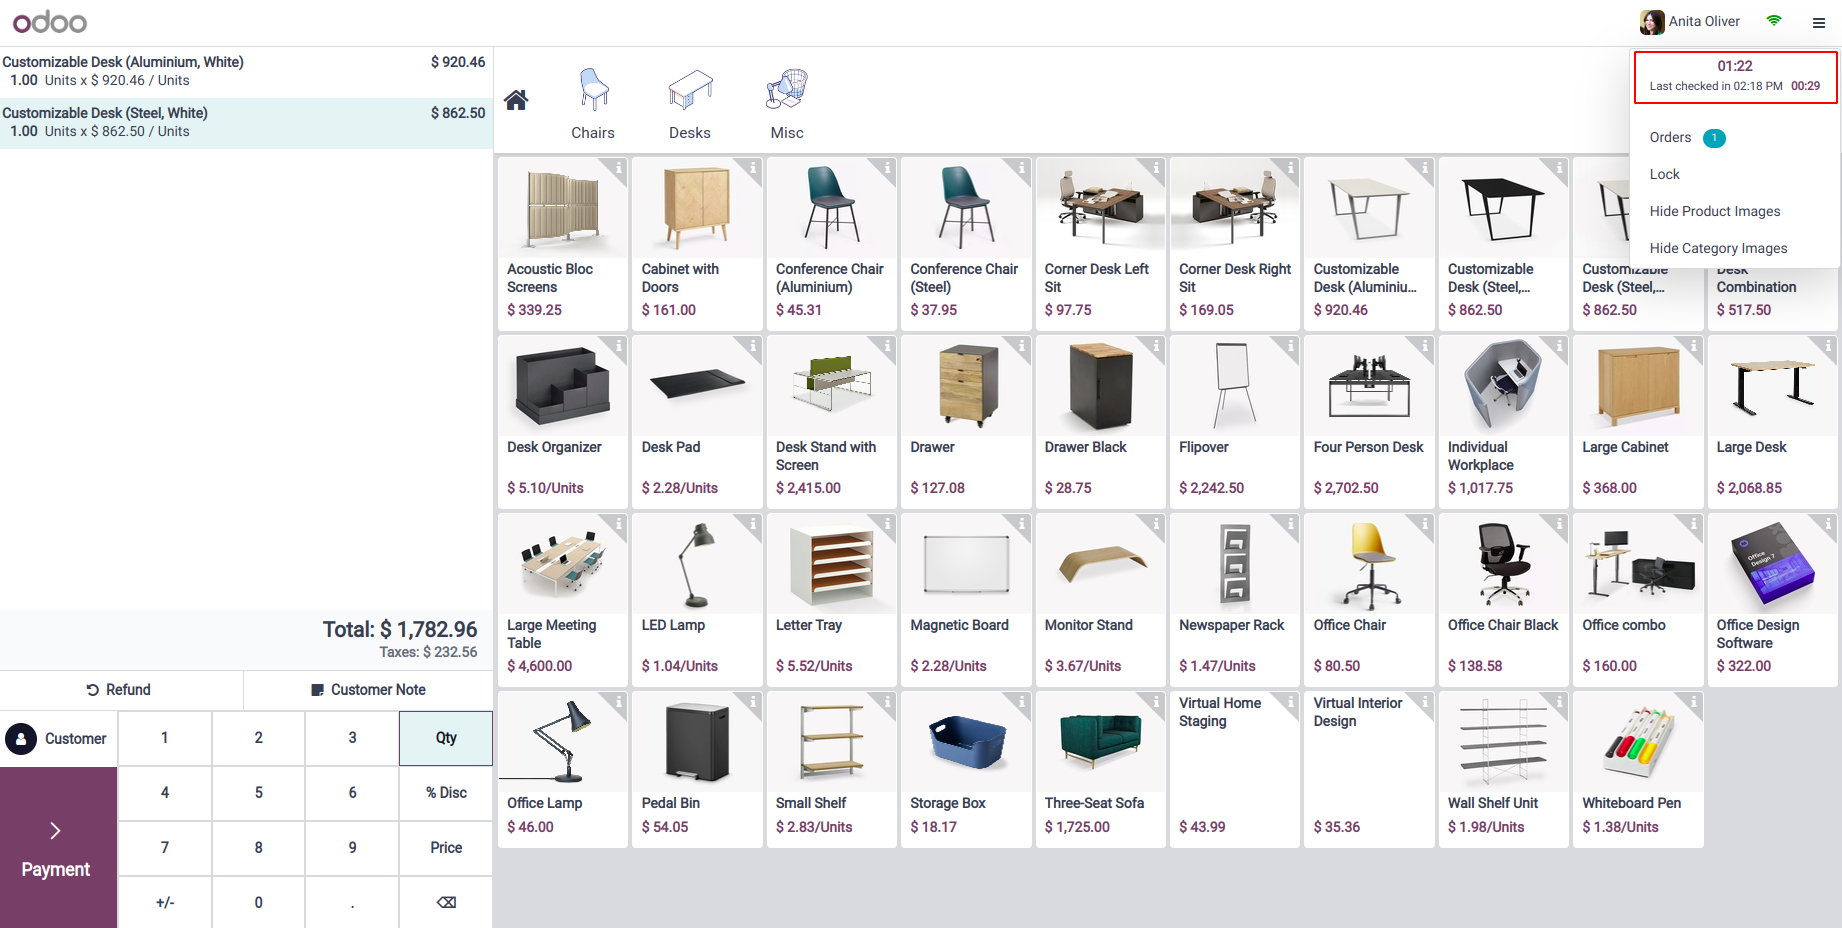 odoo
Anita Oliver
Customizable Desk (Aluminium, White) $ 920.46
1.00 Units x $ 920.46 / Units
Customizable Desk (Steel, White) $ 862.50
1.00 Units x $ 862.50 / Units
Total: $ 1,782.96
Taxes: $ 232.56
Refund
Customer Note
Customer
1 2 3 Qty
4 5 6 % Disc
7 8 9 Price
+/- 0 .
Payment
Chairs
Desks
Misc
01:22
Last checked in 02:18 PM 00:29
Orders 1
Lock
Hide Product Images
Hide Category Images
Acoustic Bloc
Screens
$ 339.25
Cabinet with
Doors
$ 161.00
Conference Chair
(Aluminium)
$ 45.31
Conference Chair
(Steel)
$ 37.95
Corner Desk Left
Sit
$ 97.75
Corner Desk Right
Sit
$ 169.05
Customizable
Desk (Aluminiu...
$ 920.46
Customizable
Desk (Steel,...
$ 862.50
Customizable
Desk (Steel,...
$ 862.50
Desk
Combination
$ 517.50
Desk Organizer
$ 5.10/Units
Desk Pad
$ 2.28/Units
Desk Stand with
Screen
$ 2,415.00
Drawer
$ 127.08
Drawer Black
$ 28.75
Flipover
$ 2,242.50
Four Person Desk
$ 2,702.50
Individual
Workplace
$ 1,017.75
Large Cabinet
$ 368.00
Large Desk
$ 2,068.85
Large Meeting
Table
$ 4,600.00
LED Lamp
$ 1.04/Units
Letter Tray
$ 5.52/Units
Magnetic Board
$ 2.28/Units
Monitor Stand
$ 3.67/Units
Newspaper Rack
$ 1.47/Units
Office Chair
$ 80.50
Office Chair Black
$ 138.58
Office combo
$ 160.00
Office
Design 7
Office Design
Software
$ 322.00
Office Lamp
$ 46.00
Pedal Bin
$ 54.05
Small Shelf
$ 2.83/Units
Storage Box
$ 18.17
Three-Seat Sofa
$ 1,725.00
Virtual Home
Staging
$ 43.99
Virtual Interior
Design
$ 35.36
Wall Shelf Unit
$ 1.98/Units
Whiteboard Pen
$ 1.38/Units